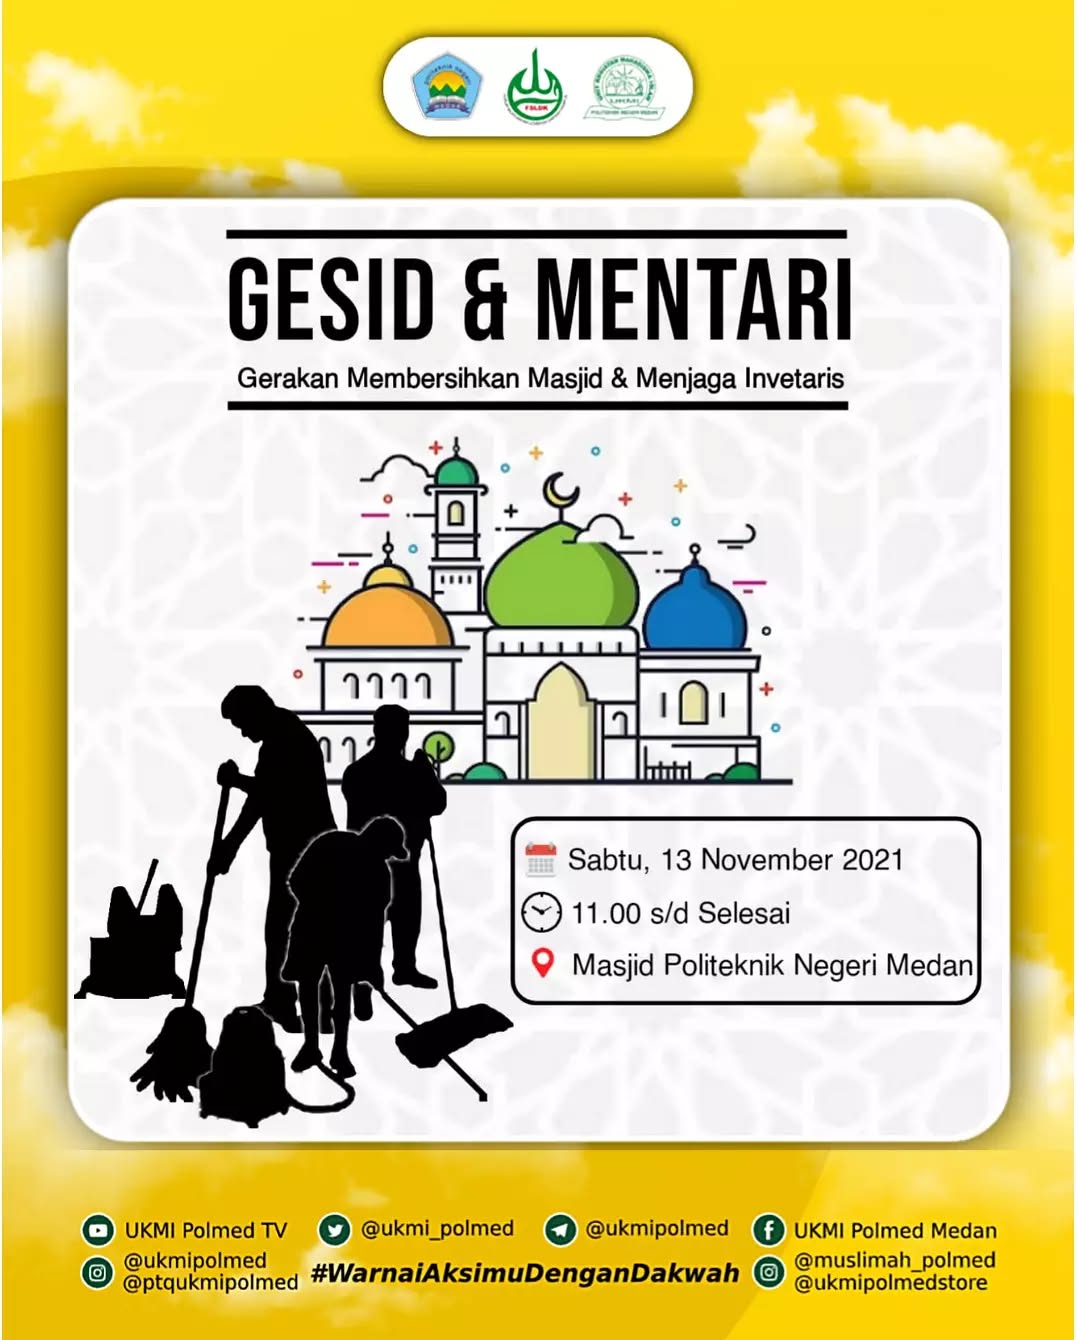 FSLDK
GESID & MENTARI
Gerakan Membersihkan Masjid & Menjaga Invetaris
Sabtu, 13 November 2021
11.00 s/d Selesai
Masjid Politeknik Negeri Medan
UKMI Polmed TV
@ukmi_polmed
@ukmipolmed
UKMI Polmed Medan
@ukmipolmed
@ptqukmipolmed
#WarnaiAksimuDenganDakwah
@muslimah_polmed
@ukmipolmedstore